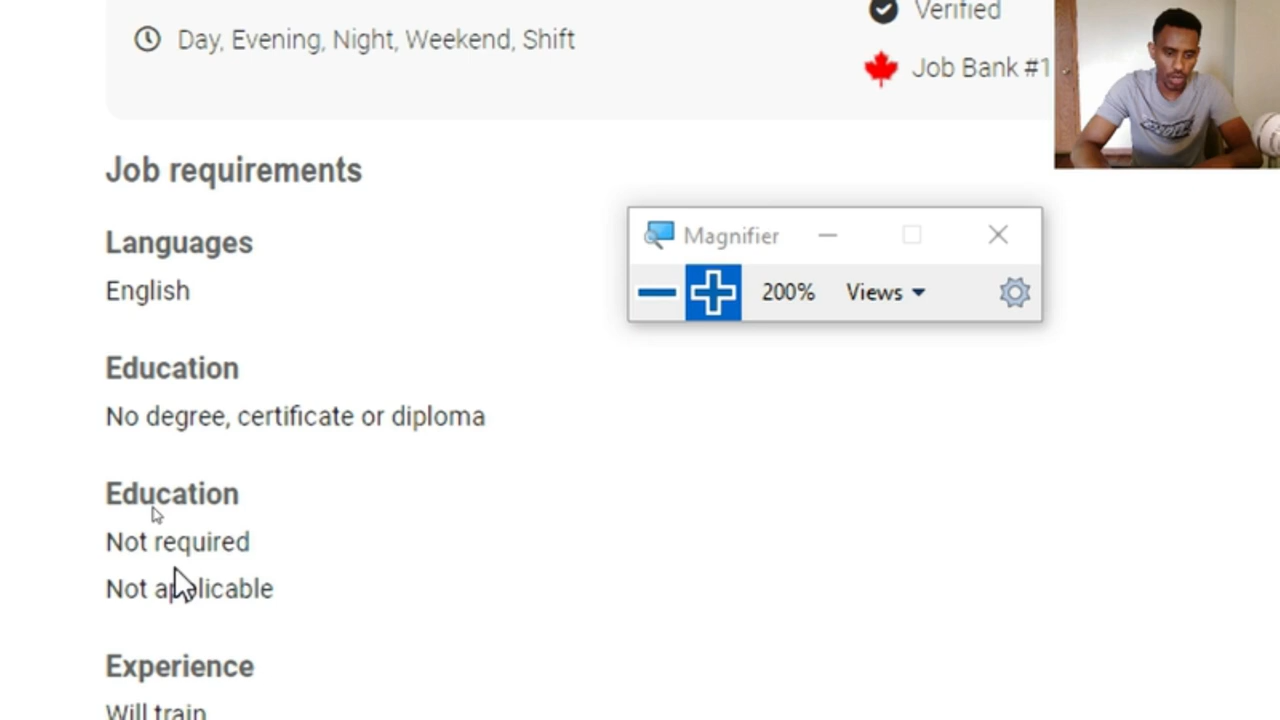 Verified
Day, Evening, Night, Weekend, Shift
Job Bank #1
Job requirements
Languages
English
Education
No degree, certificate or diploma
Education
Not required
Not applicable
Experience
Will train
Magnifier
200% Views